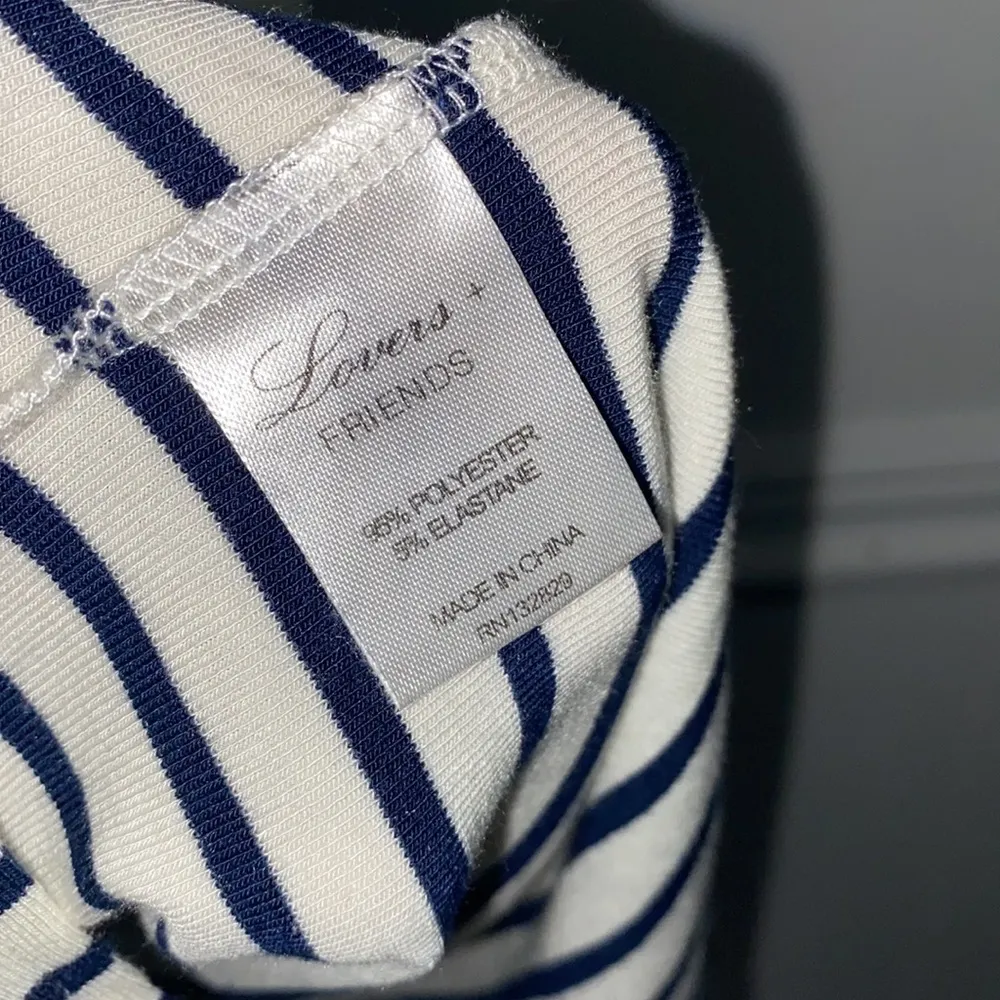 Lovers +
FRIENDS
95% POLYESTER
5% ELASTANE
MADE IN CHINA
RN132829